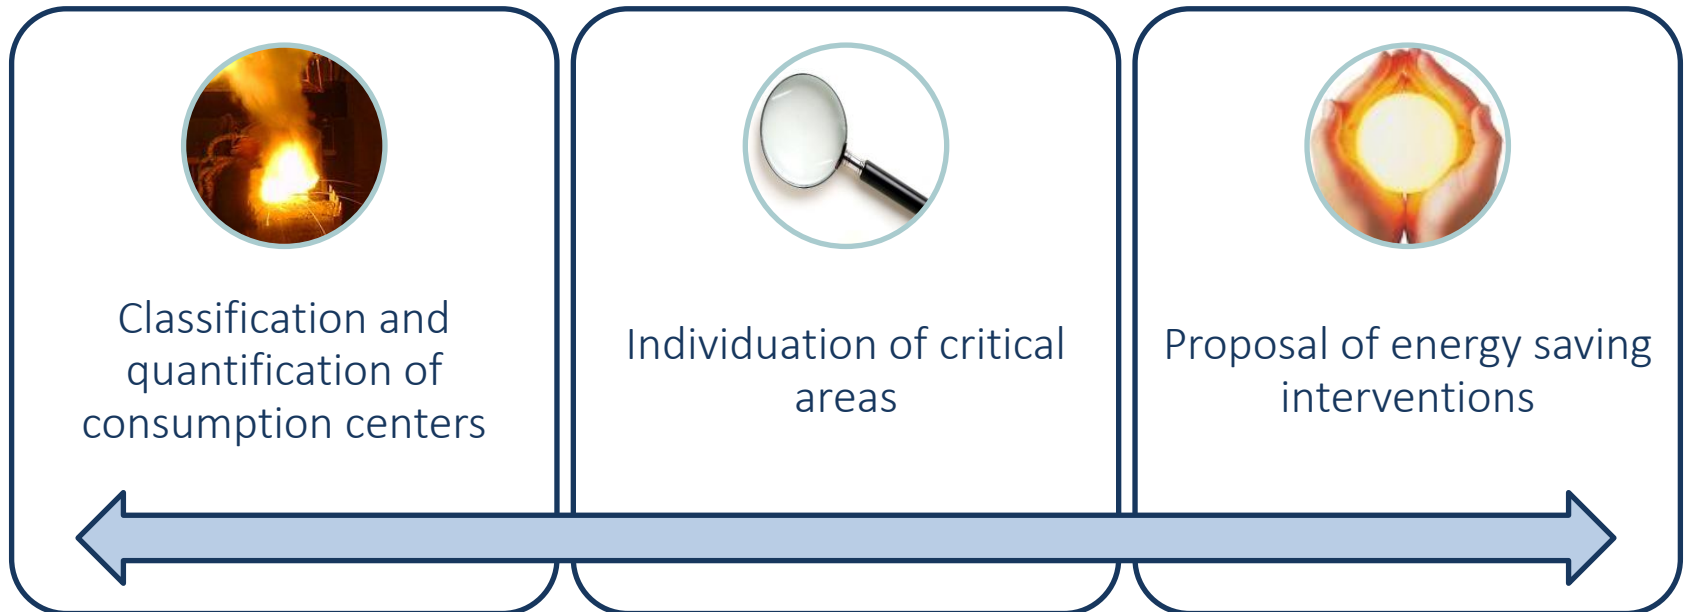 Classification and
quantification of
consumption centers
Individuation of critical
areas
Proposal of energy saving
interventions